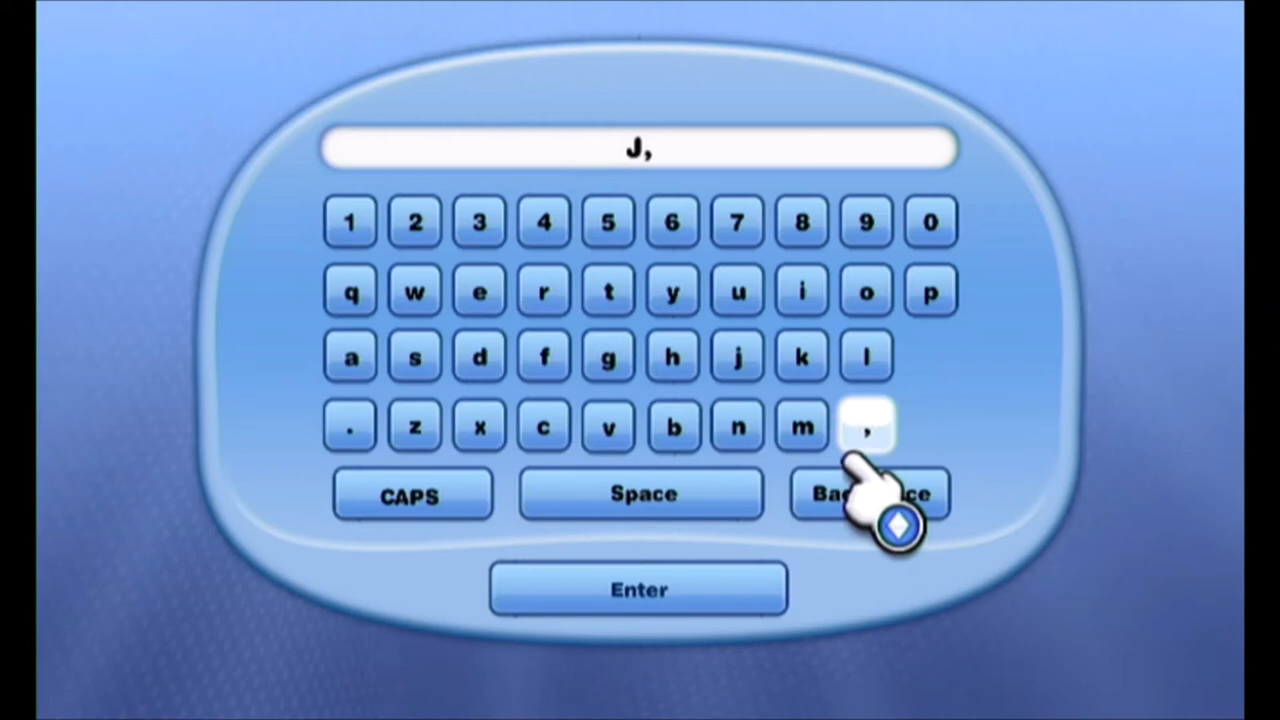 J,
1 2 3 4 5 6 7 8 9 0
q w e r t y u i o p
a s d f g h j k l
. z x c v b n m ,
CAPS Space
Enter